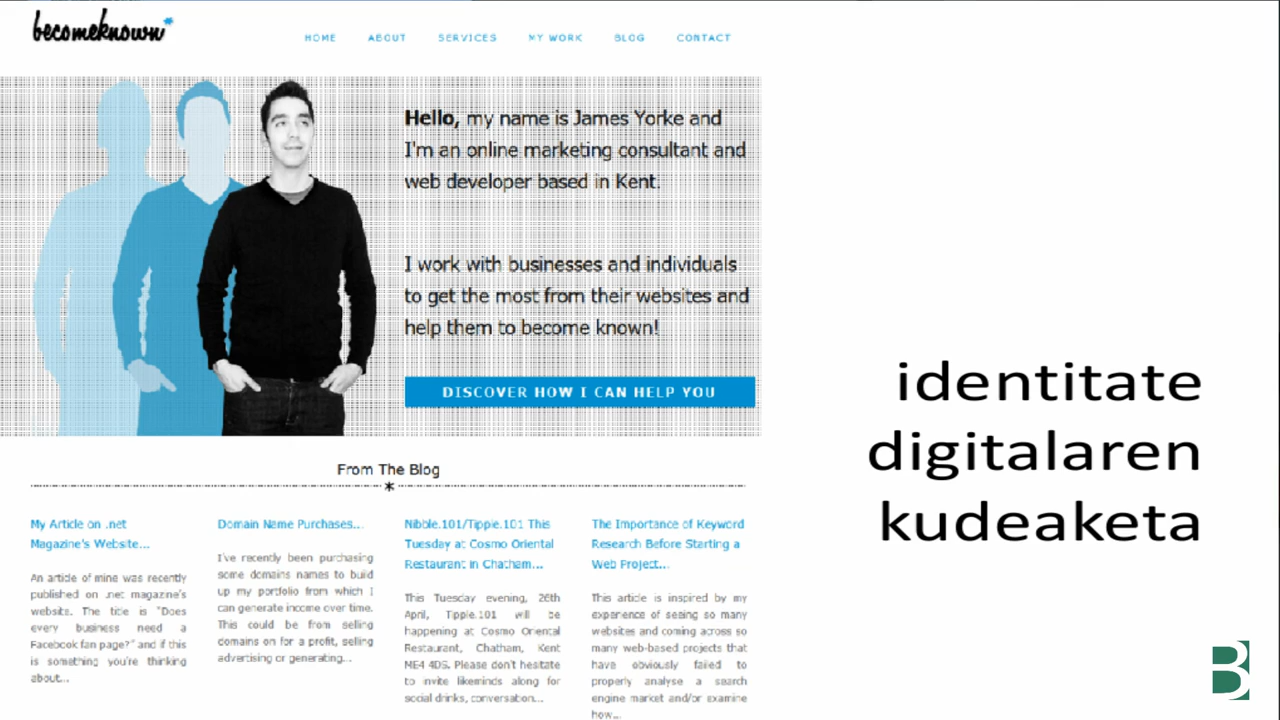 becomeknown*
HOME ABOUT SERVICES MY WORK BLOG CONTACT
Hello, my name is James Yorke and
I'm an online marketing consultant and
web developer based in Kent.
I work with businesses and individuals
to get the most from their websites and
help them to become known!
DISCOVER HOW I CAN HELP YOU
From The Blog
My Article on .net
Magazine's Website...
An article of mine was recently
published on .net magazine's
website. The title is "Does
every business need a
Facebook fan page?" and if this
is something you're thinking
about...
Domain Name Purchases...
I've recently been purchasing
some domains names to build
up my portfolio from which I
can generate income over time.
This could be from selling
domains on for a profit, selling
advertising or generating...
Nibble.101/Tipple.101 This
Tuesday at Cosmo Oriental
Restaurant in Chatham...
This Tuesday evening, 26th
April, Tipple.101 will be
happening at Cosmo Oriental
Restaurant, Chatham, Kent
ME4 4DS. Please don't hesitate
to invite likeminds along for
social drinks, conversation...
The Importance of Keyword
Research Before Starting a
Web Project...
This article is inspired by my
experience of seeing so many
websites and coming across so
many web-based projects that
have obviously failed to
properly analyse a search
engine market and/or examine
how...
identitate
digitalaren
kudeaketa
B